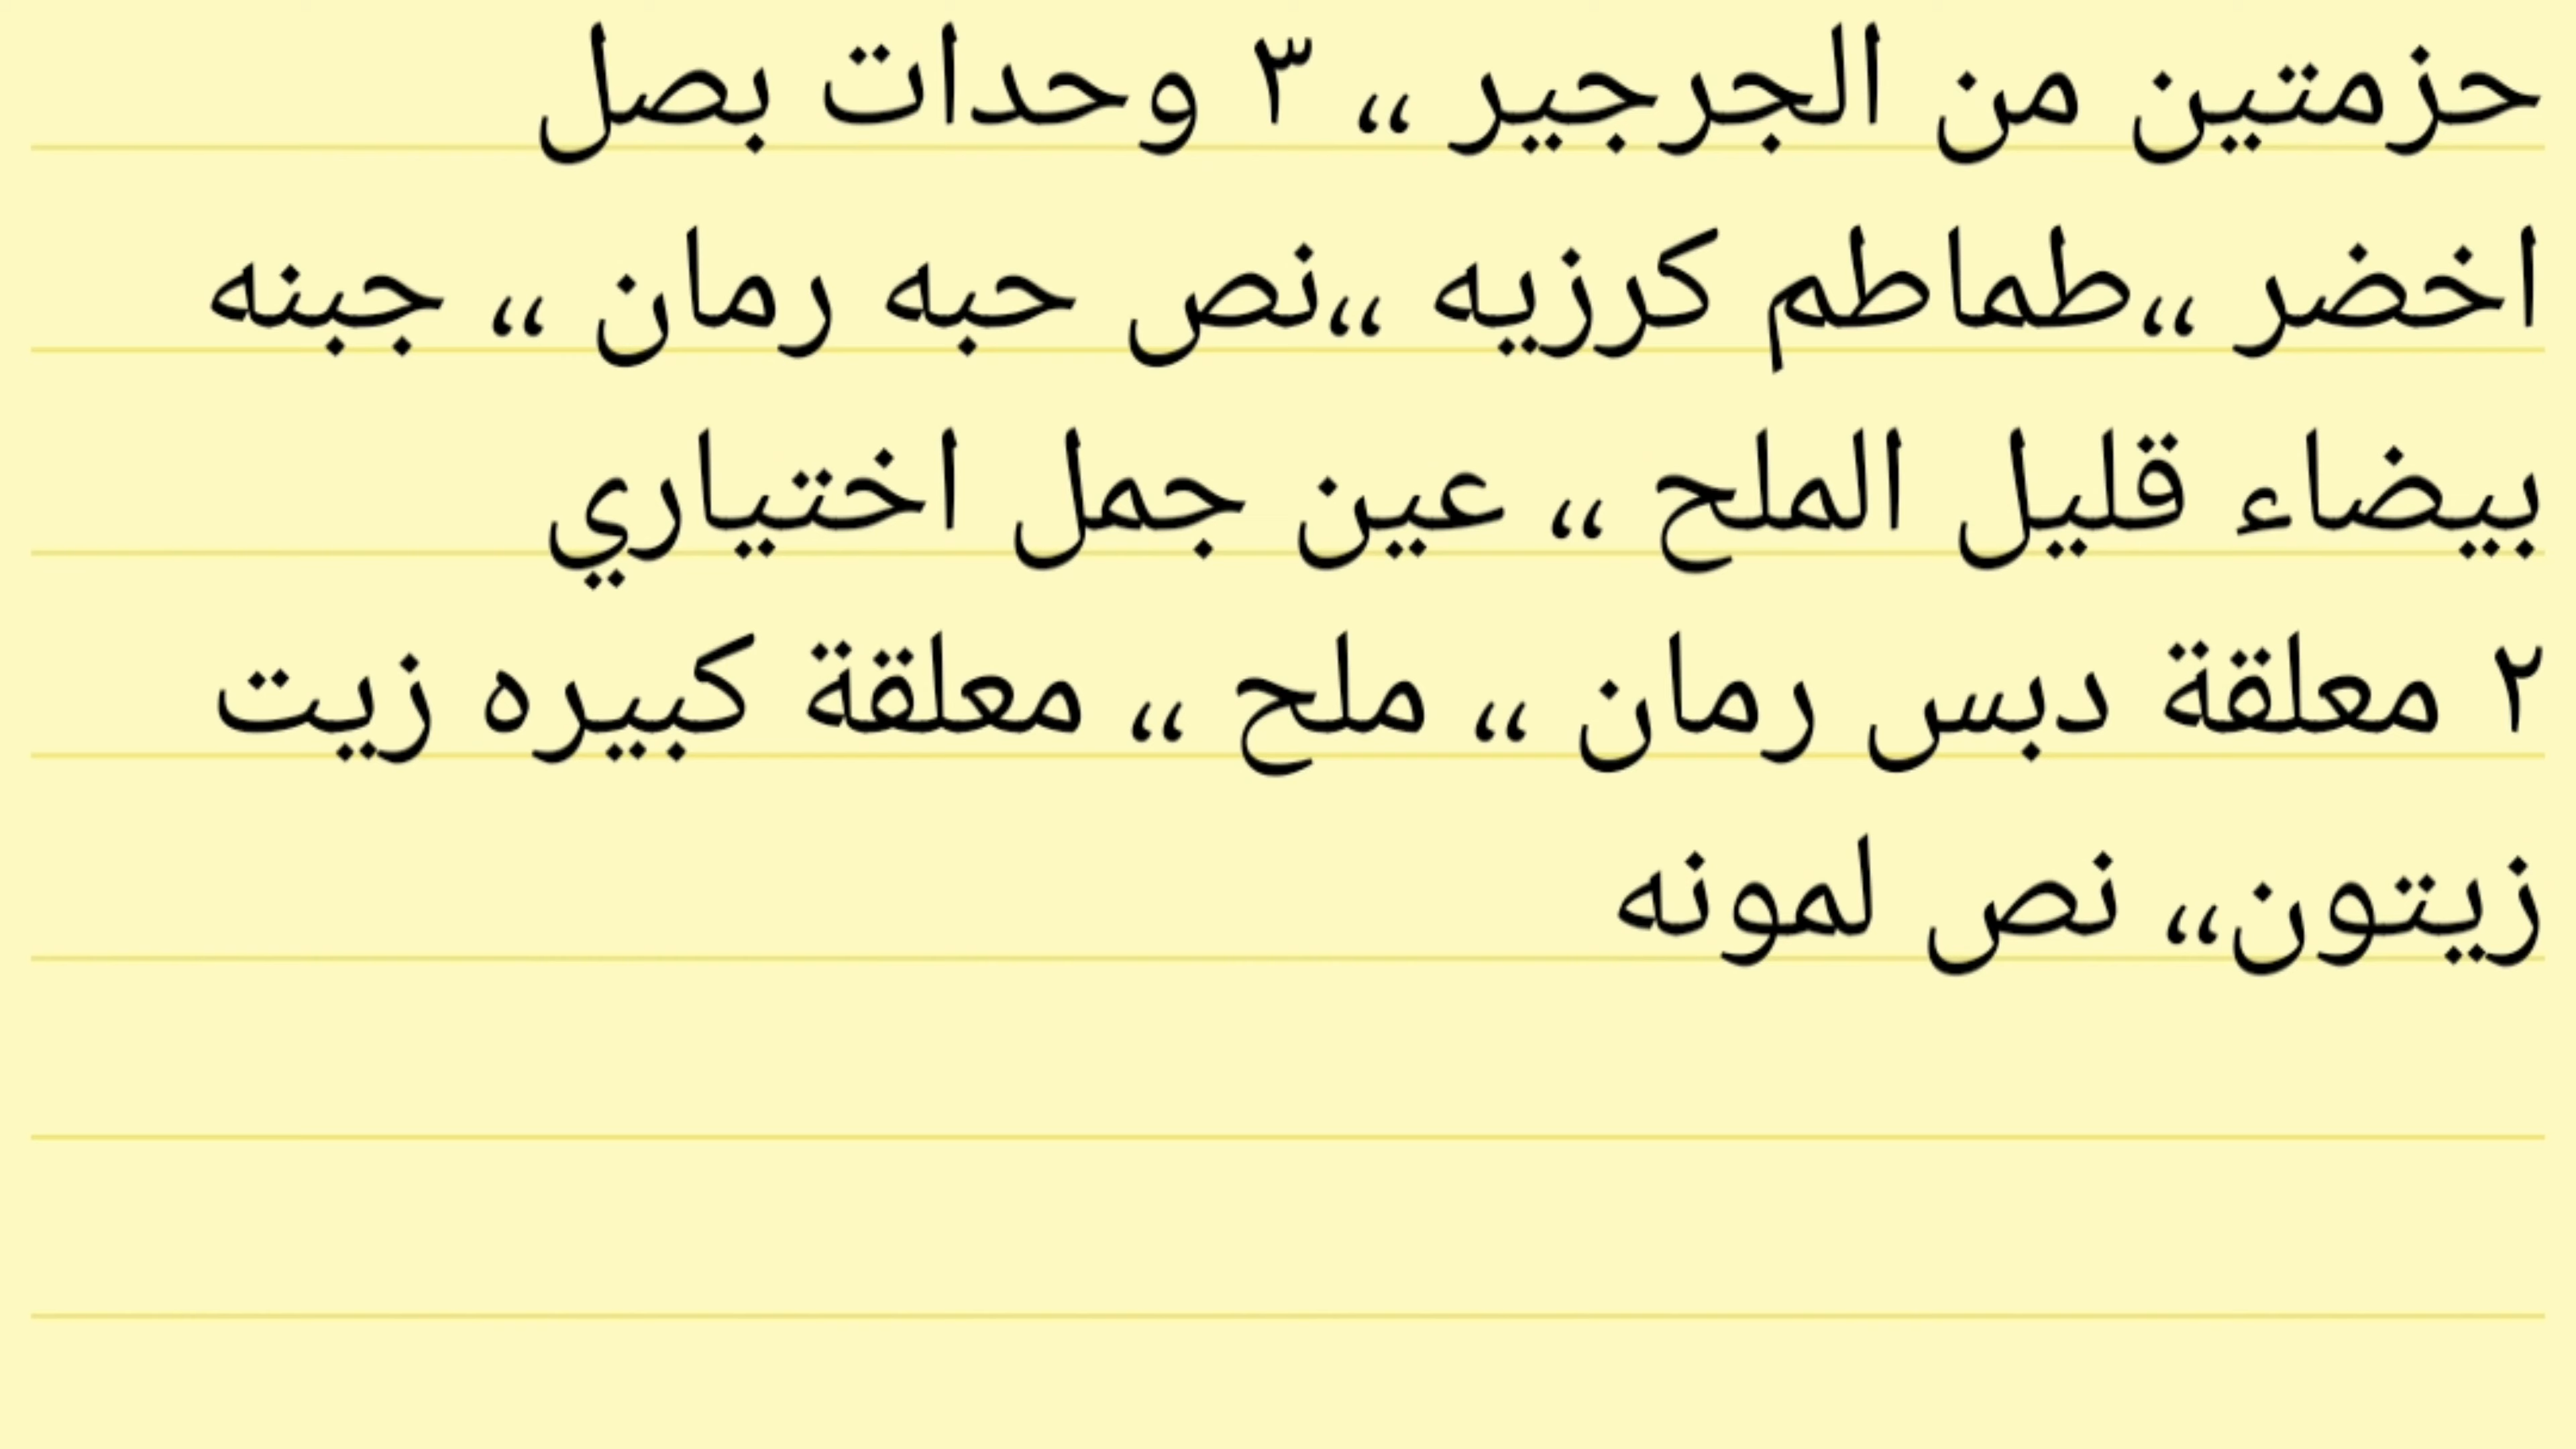 حزمتين من الجرجير ،، ٣ وحدات بصل
اخضر ،،طماطم كرزيه ،،نص حبه رمان ،، جبنه
بيضاء قليل الملح ،، عين جمل اختياري
٢ معلقة دبس رمان ،، ملح ،، معلقة كبيره زيت
زيتون،، نص لمونه